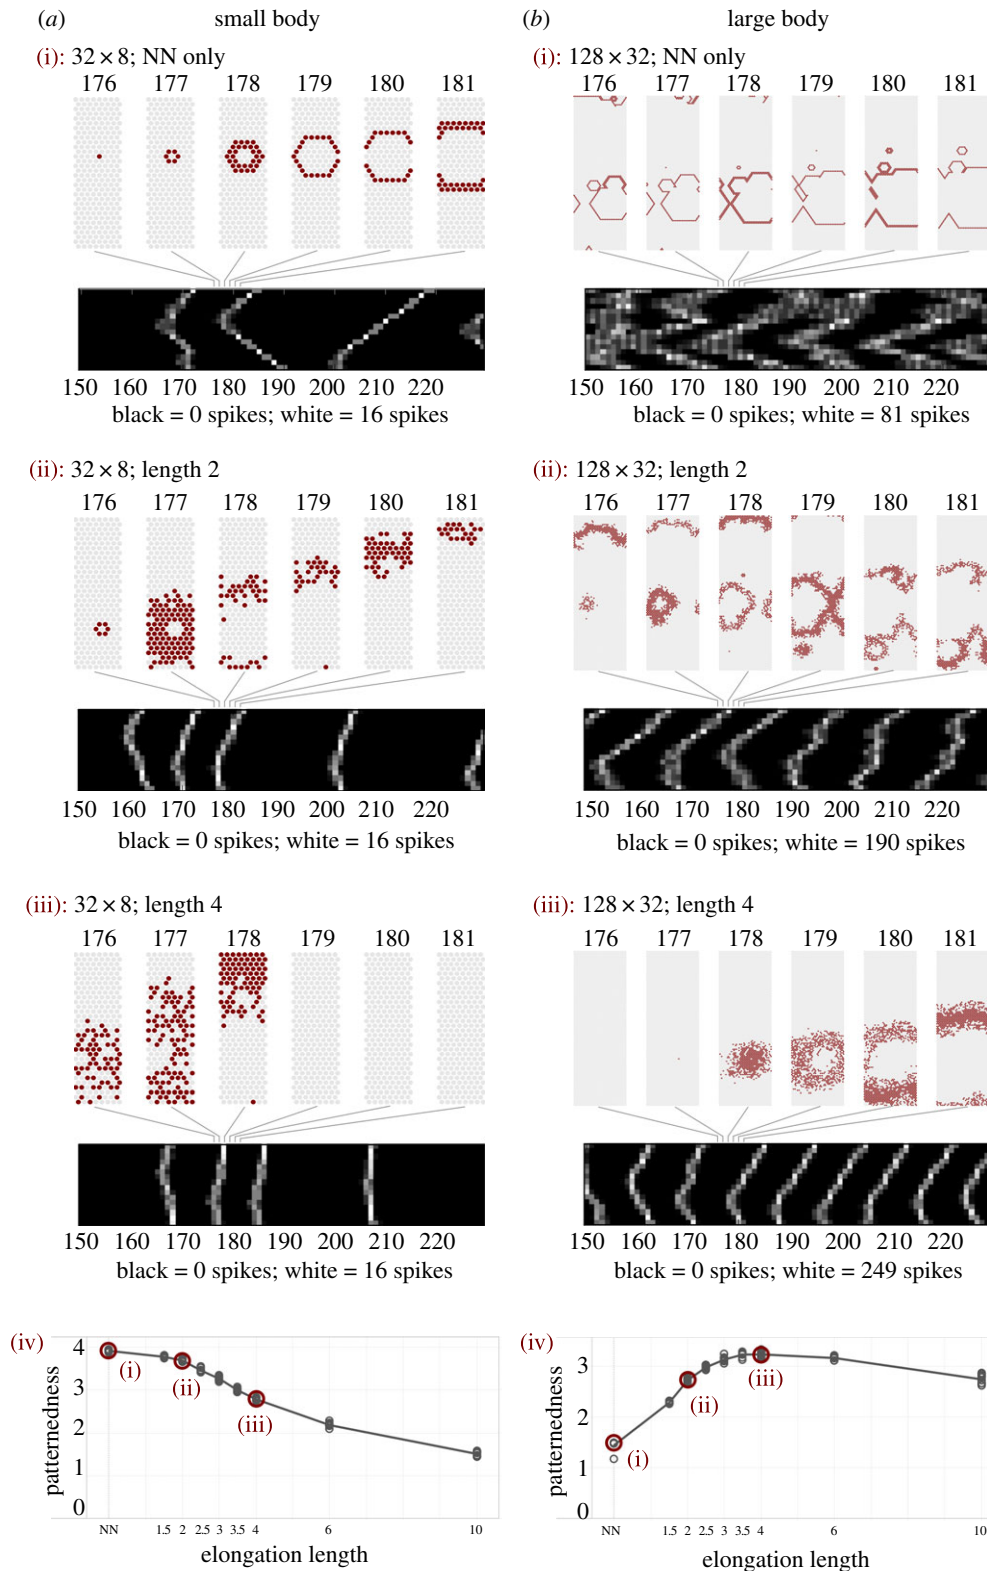 (a) small body
(i): 32 × 8; NN only
176 177 178 179 180 181
150 160 170 180 190 200 210 220
black = 0 spikes; white = 16 spikes
(ii): 32 × 8; length 2
176 177 178 179 180 181
150 160 170 180 190 200 210 220
black = 0 spikes; white = 16 spikes
(iii): 32 × 8; length 4
176 177 178 179 180 181
150 160 170 180 190 200 210 220
black = 0 spikes; white = 16 spikes
(iv)
patternedness
4
3
2
1
0
(i)
(ii)
(iii)
NN 1.5 2 2.5 3 3.5 4 6 10
elongation length
(b) large body
(i): 128 × 32; NN only
176 177 178 179 180 181
150 160 170 180 190 200 210 220
black = 0 spikes; white = 81 spikes
(ii): 128 × 32; length 2
176 177 178 179 180 181
150 160 170 180 190 200 210 220
black = 0 spikes; white = 190 spikes
(iii): 128 × 32; length 4
176 177 178 179 180 181
150 160 170 180 190 200 210 220
black = 0 spikes; white = 249 spikes
(iv)
patternedness
3
2
1
0
(i)
(ii)
(iii)
NN 1.5 2 2.5 3 3.5 4 6 10
elongation length